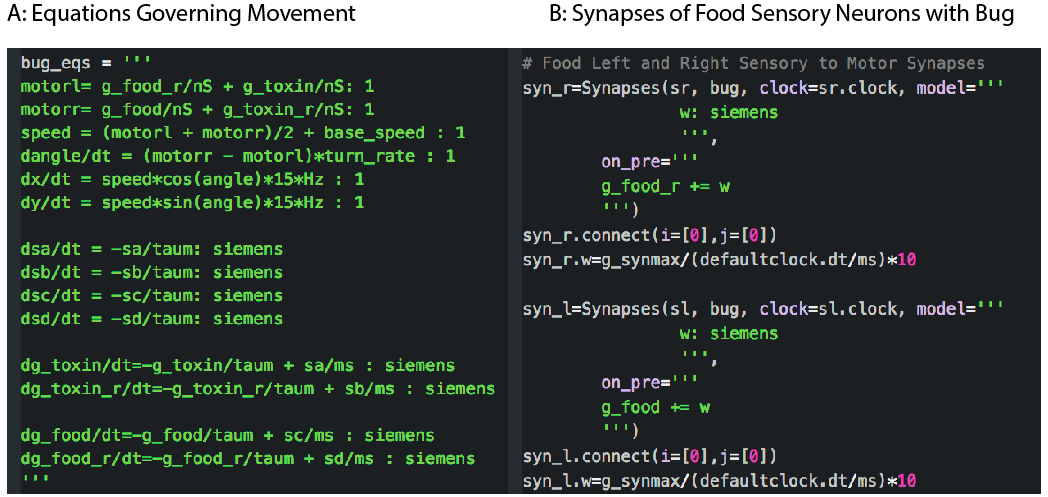 A: Equations Governing Movement
bug_eqs = '''
motorl= g_food_r/nS + g_toxin/nS: 1
motorr= g_food/nS + g_toxin_r/nS: 1
speed = (motorl + motorr)/2 + base_speed : 1
dangle/dt = (motorr - motorl)*turn_rate : 1
dx/dt = speed*cos(angle)*15*Hz : 1
dy/dt = speed*sin(angle)*15*Hz : 1
dsa/dt = -sa/taum: siemens
dsb/dt = -sb/taum: siemens
dsc/dt = -sc/taum: siemens
dsd/dt = -sd/taum: siemens
dg_toxin/dt=-g_toxin/taum + sa/ms : siemens
dg_toxin_r/dt=-g_toxin_r/taum + sb/ms : siemens
dg_food/dt=-g_food/taum + sc/ms : siemens
dg_food_r/dt=-g_food_r/taum + sd/ms : siemens
'''
B: Synapses of Food Sensory Neurons with Bug
# Food Left and Right Sensory to Motor Synapses
syn_r=Synapses(sr, bug, clock=sr.clock, model='''
w: siemens
''',
on_pre='''
g_food_r += w
''')
syn_r.connect(i=[0],j=[0])
syn_r.w=g_synmax/(defaultclock.dt/ms)*10
syn_l=Synapses(sl, bug, clock=sl.clock, model='''
w: siemens
''',
on_pre='''
g_food += w
''')
syn_l.connect(i=[0],j=[0])
syn_l.w=g_synmax/(defaultclock.dt/ms)*10